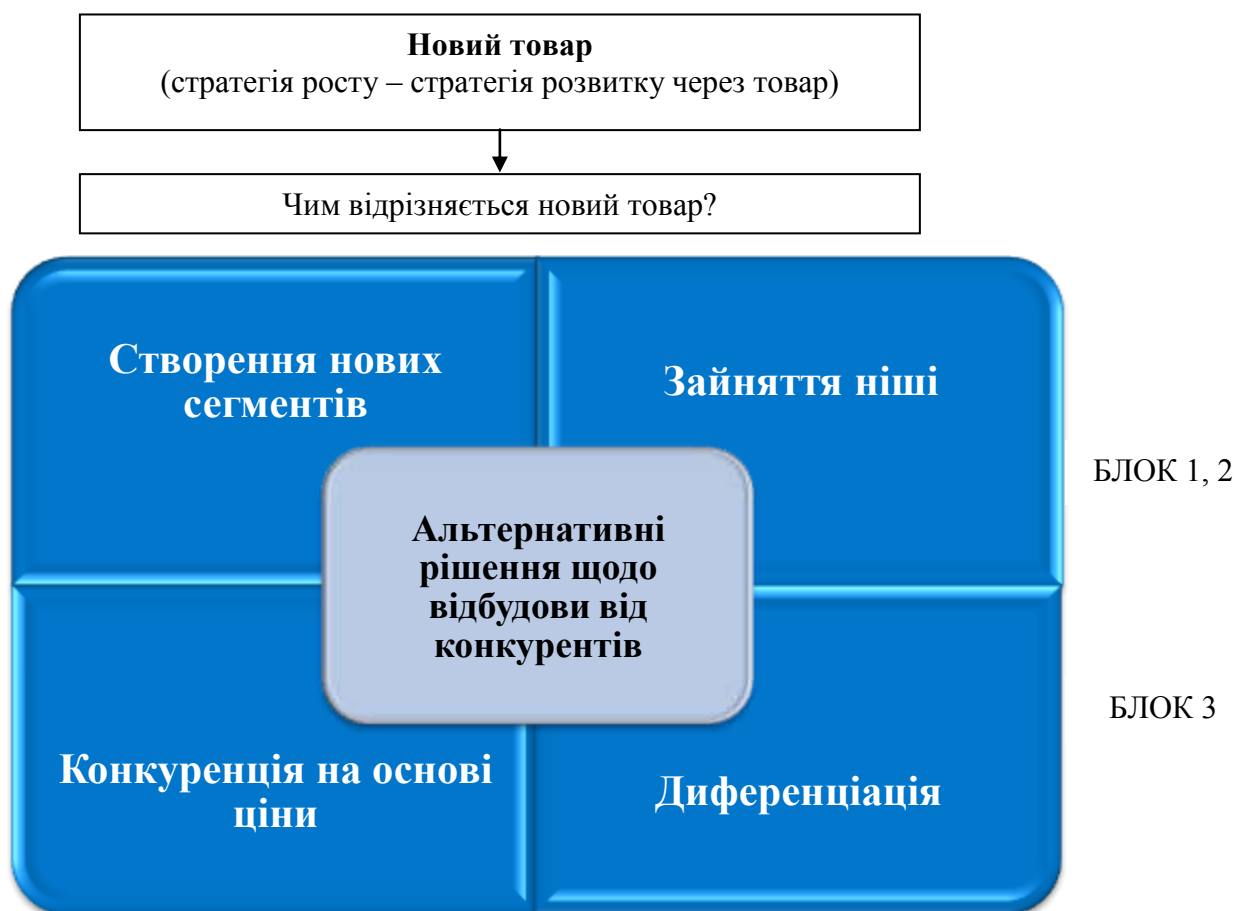 Новий товар
(стратегія росту – стратегія розвитку через товар)
Чим відрізняється новий товар?
Створення нових
сегментів
Зайняття ніші
БЛОК 1, 2
Альтернативні
рішення щодо
відбудови від
конкурентів
БЛОК 3
Конкуренція на основі
ціни
Диференціація